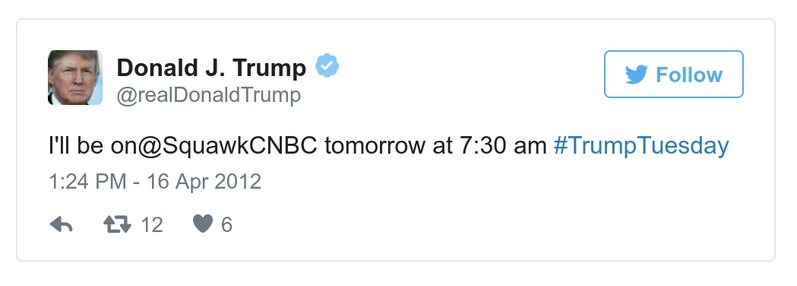 Donald J. Trump
@realDonaldTrump
Follow
I'll be on@SquawkCNBC tomorrow at 7:30 am #TrumpTuesday
1:24 PM - 16 Apr 2012
12 6